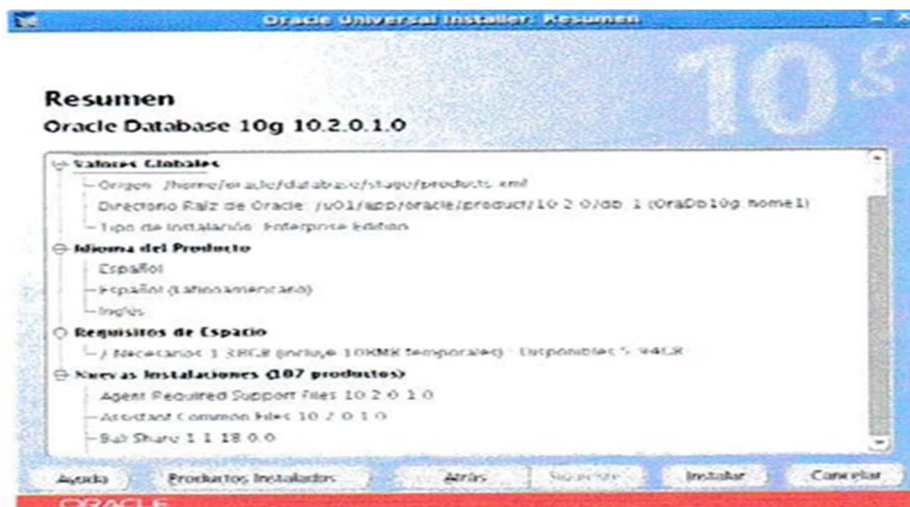 Oracle Universal Installer: Resumen
10g
Resumen
Oracle Database 10g 10.2.0.1.0
Valores Globales
Origen: /home/oracle/database/stage/products.xml
Directorio Raíz de Oracle: /u01/app/oracle/product/10.2.0/db_1 (OraDb10g_home1)
Tipo de Instalación: Enterprise Edition
Idioma del Producto
Español
Español (Latinoamericano)
Inglés
Requisitos de Espacio
/ Necesarios 1.38GB (incluye 108MB temporales) : Disponibles 5.94GB
Nuevas Instalaciones (107 productos)
Agent Required Support Files 10.2.0.1.0
Assistant Common Files 10.2.0.1.0
Bali Share 1.1.18.0.0
Ayuda Productos Instalados Atrás Siguiente Instalar Cancelar
ORACLE